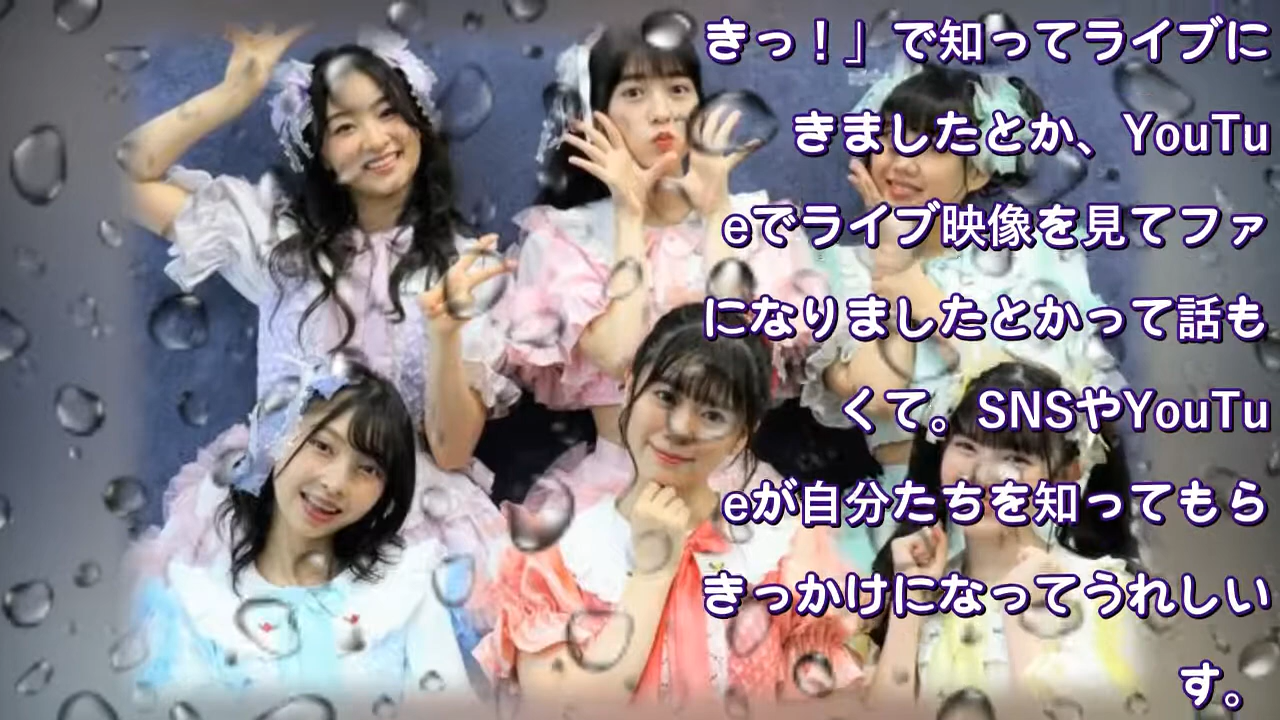 きっ！」で知ってライブに
きましたとか、YouTu
eでライブ映像を見てファ
になりましたとかって話も
くて。SNSやYouTu
eが自分たちを知ってもら
きっかけになってうれしい
す。